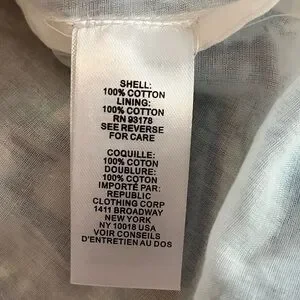 SHELL:
100% COTTON
LINING:
100% COTTON
RN 93178
SEE REVERSE
FOR CARE
COQUILLE:
100% COTON
DOUBLURE:
100% COTON
IMPORTÉ PAR:
REPUBLIC
CLOTHING CORP
1411 BROADWAY
NEW YORK
NY 10018 USA
VOIR CONSEILS
D'ENTRETIEN AU DOS